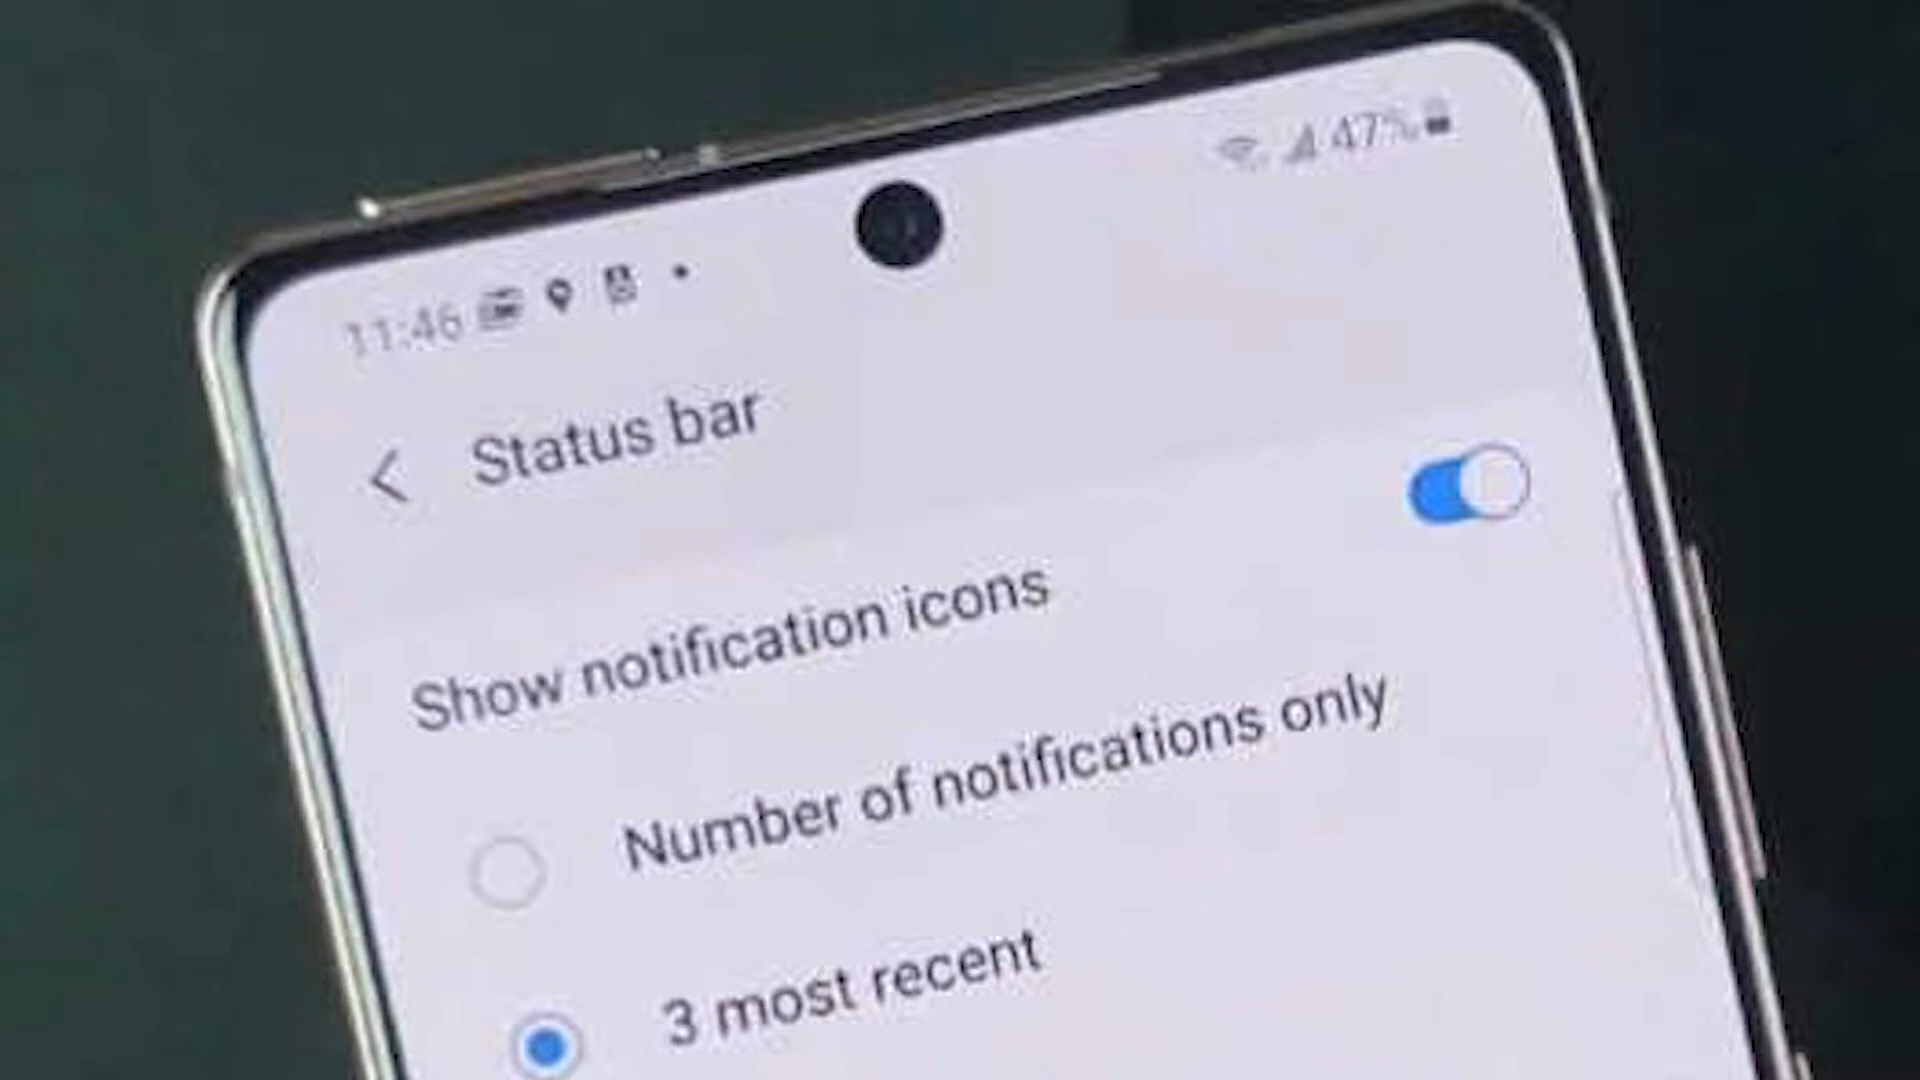 11:46 47%
Status bar
Show notification icons
Number of notifications only
3 most recent